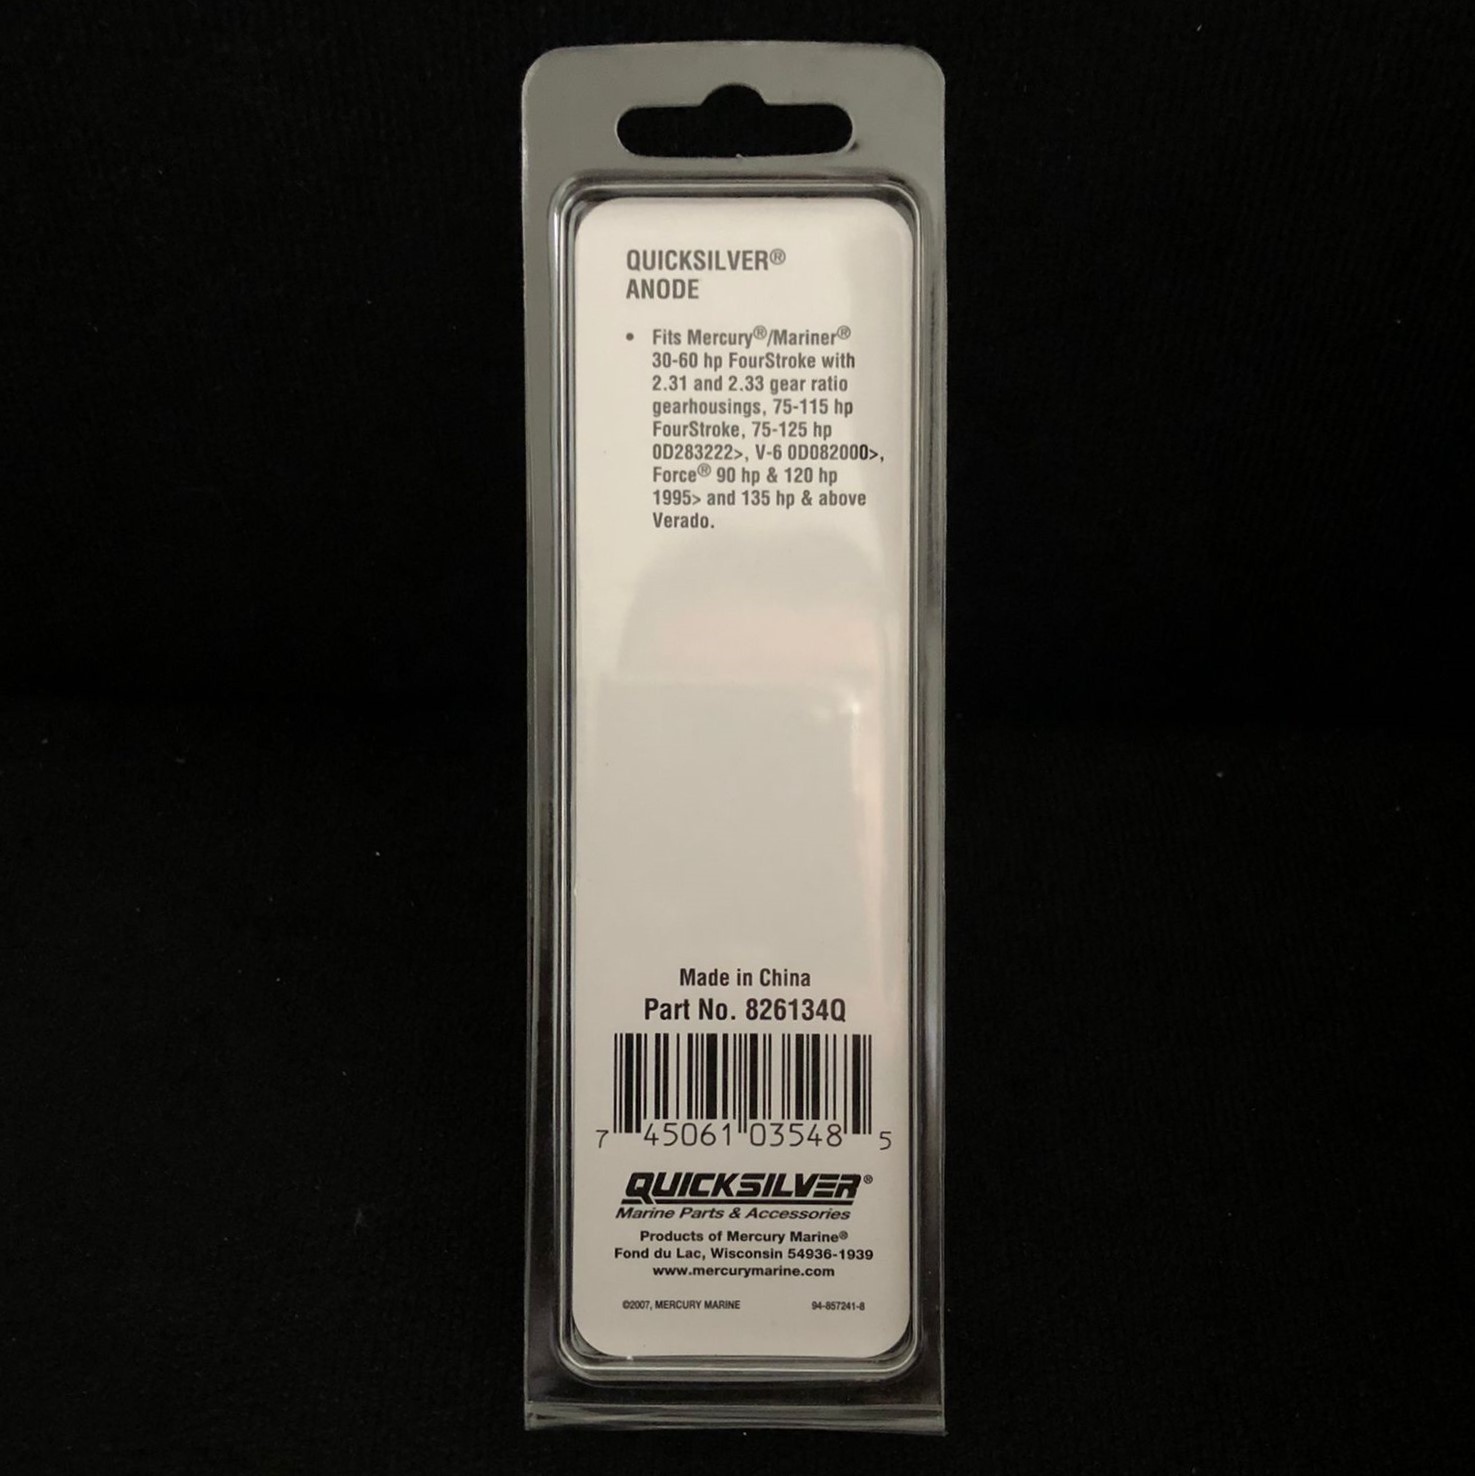 QUICKSILVER®
ANODE
• Fits Mercury®/Mariner®
30-60 hp FourStroke with
2.31 and 2.33 gear ratio
gearhousings, 75-115 hp
FourStroke, 75-125 hp
0D283222>, V-6 0D082000>,
Force® 90 hp & 120 hp
1995> and 135 hp & above
Verado.
Made in China
Part No. 826134Q
7 45061 03548 5
QUICKSILVER®
Marine Parts & Accessories
Products of Mercury Marine®
Fond du Lac, Wisconsin 54936-1939
www.mercurymarine.com
©2007, MERCURY MARINE 94-857241-8